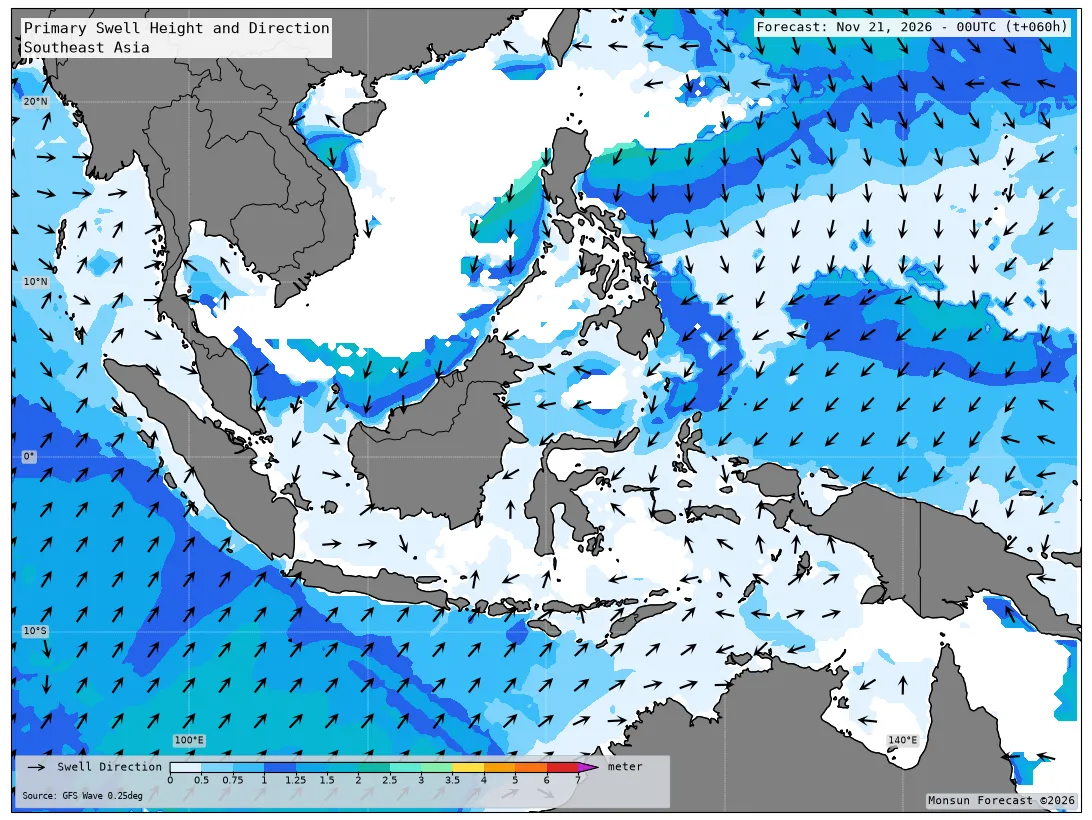 Primary Swell Height and Direction
Southeast Asia
Forecast: Nov 21, 2026 - 00UTC (t+060h)
20°N
10°N
0°
10°S
100°E
140°E
Swell Direction
0 0.5 0.75 1 1.25 1.5 2 2.5 3 3.5 4 5 6 7
meter
Source: GFS Wave 0.25deg
Monsun Forecast ©2026